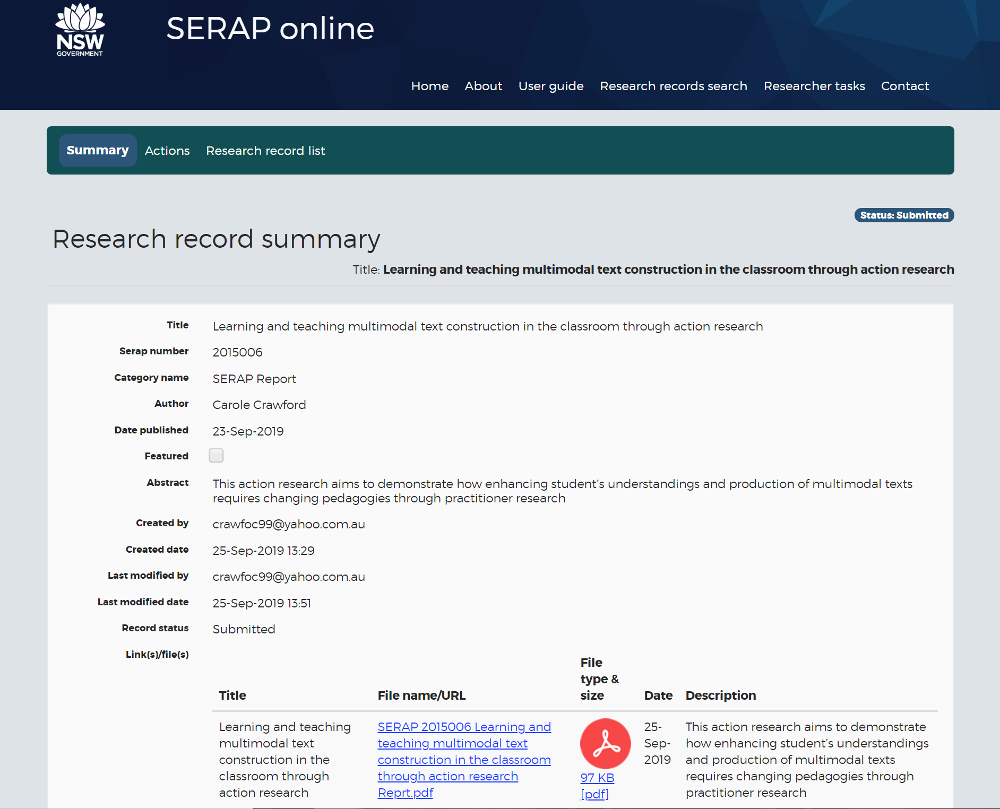 NSW
GOVERNMENT
SERAP online
Home About User guide Research records search Researcher tasks Contact
Summary Actions Research record list
Status: Submitted
Research record summary
Title: Learning and teaching multimodal text construction in the classroom through action research
Title Learning and teaching multimodal text construction in the classroom through action research
Serap number 2015006
Category name SERAP Report
Author Carole Crawford
Date published 23-Sep-2019
Featured
Abstract This action research aims to demonstrate how enhancing student’s understandings and production of multimodal texts
requires changing pedagogies through practitioner research
Created by crawfoc99@yahoo.com.au
Created date 25-Sep-2019 13:29
Last modified by crawfoc99@yahoo.com.au
Last modified date 25-Sep-2019 13:51
Record status Submitted
Link(s)/file(s)
Title File name/URL File type & size Date Description
Learning and teaching
multimodal text
construction in the
classroom through
action research
SERAP 2015006 Learning and
teaching multimodal text
construction in the classroom
through action research
Reprt.pdf
97 KB
[pdf]
25-
Sep-
2019
This action research aims to demonstrate
how enhancing student’s understandings
and production of multimodal texts
requires changing pedagogies through
practitioner research